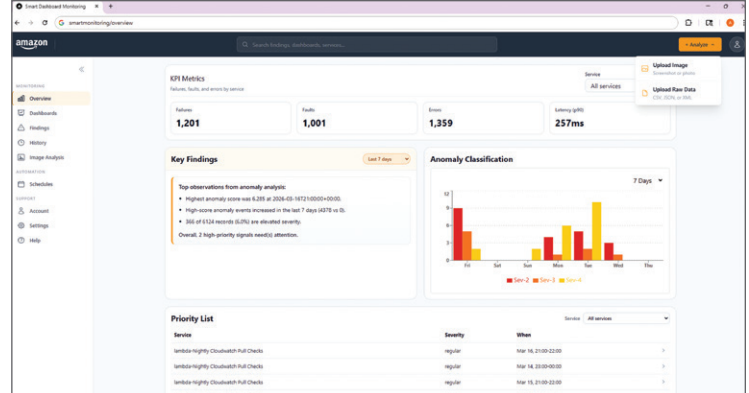 Smart Dashboard Monitoring
smartmonitoring/overview
amazon
Search findings, dashboards, services...
+ Analyze
Upload Image
Screenshot or photo
Upload Raw Data
CSV, JSON, or XML
MONITORING
Overview
Dashboards
Findings
History
Image Analysis
AUTOMATION
Schedules
SUPPORT
Account
Settings
Help
KPI Metrics
Failures, faults, and errors by service
Service
All services
Failures
1,201
Faults
1,001
Errors
1,359
Latency (p99)
257ms
Key Findings
Last 7 days
Top observations from anomaly analysis:
• Highest anomaly score was 6.285 at 2026-03-16T21:00:00+00:00.
• High-score anomaly events increased in the last 7 days (4378 vs 0).
• 366 of 6124 records (6.0%) are elevated severity.
Overall, 2 high-priority signals need(s) attention.
Anomaly Classification
7 Days
12
9
6
3
0
Fri Sat Sun Mon Tue Wed Thu
Sev-2 Sev-3 Sev-4
Priority List
Service All services
Service Severity When
lambda-Nightly Cloudwatch Pull Checks regular Mar 16, 21:00-22:00
lambda-Nightly Cloudwatch Pull Checks regular Mar 14, 23:00-00:00
lambda-Nightly Cloudwatch Pull Checks regular Mar 15, 21:00-22:00